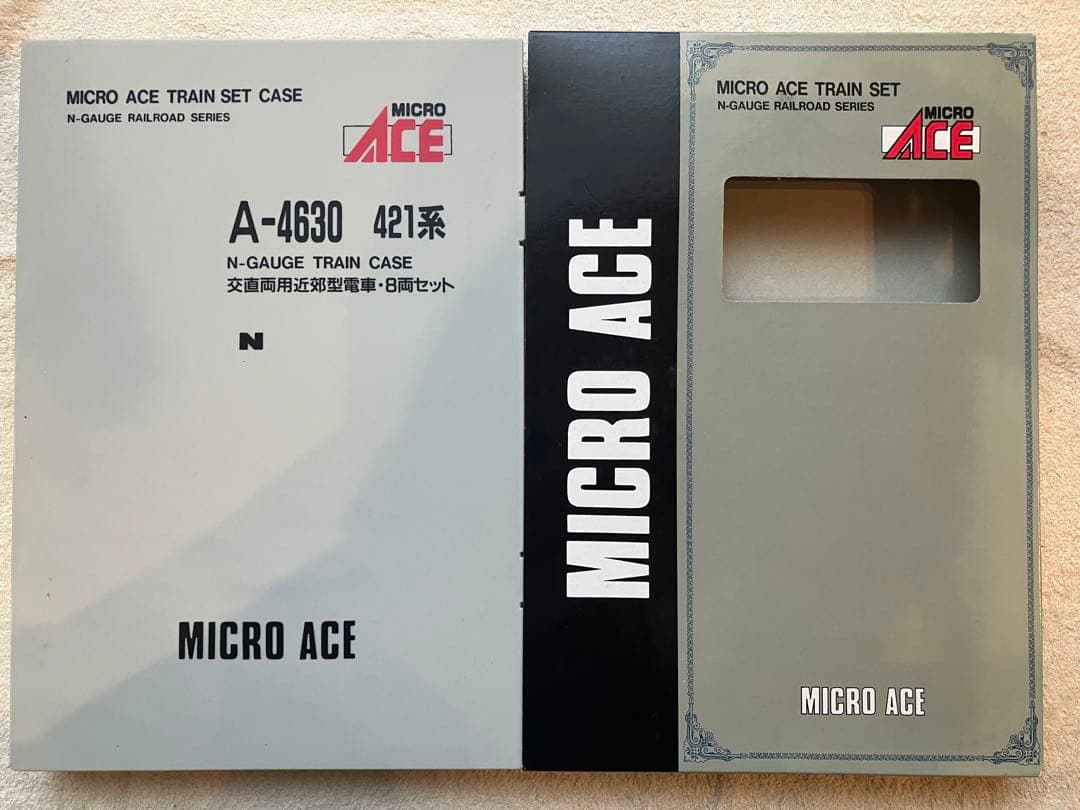 MICRO ACE TRAIN SET CASE
N-GAUGE RAILROAD SERIES
MICRO
ACE
A-4630 421系
N-GAUGE TRAIN CASE
交直両用近郊型電車・8両セット
N
MICRO ACE
MICRO ACE
MICRO ACE TRAIN SET
N-GAUGE RAILROAD SERIES
MICRO
ACE
MICRO ACE